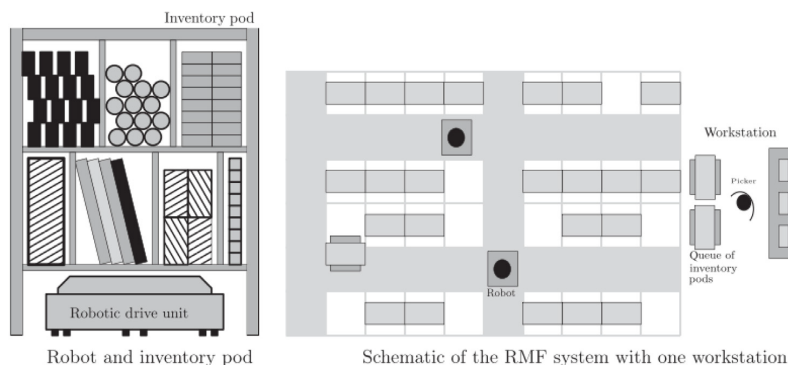 Inventory pod
Robotic drive unit
Robot and inventory pod
Workstation
Picker
Queue of
inventory
pods
Robot
Schematic of the RMF system with one workstation